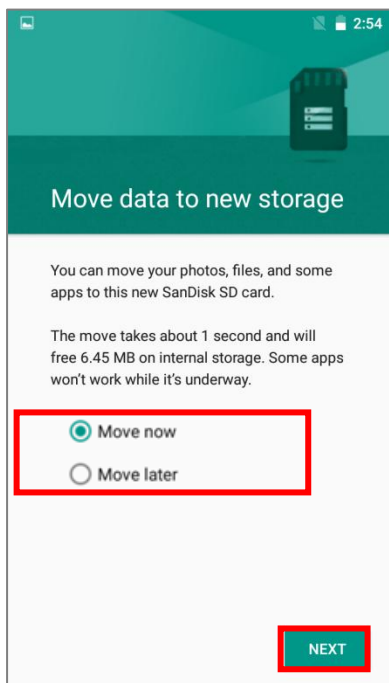 2:54
Move data to new storage
You can move your photos, files, and some
apps to this new SanDisk SD card.
The move takes about 1 second and will
free 6.45 MB on internal storage. Some apps
won't work while it's underway.
Move now
Move later
NEXT